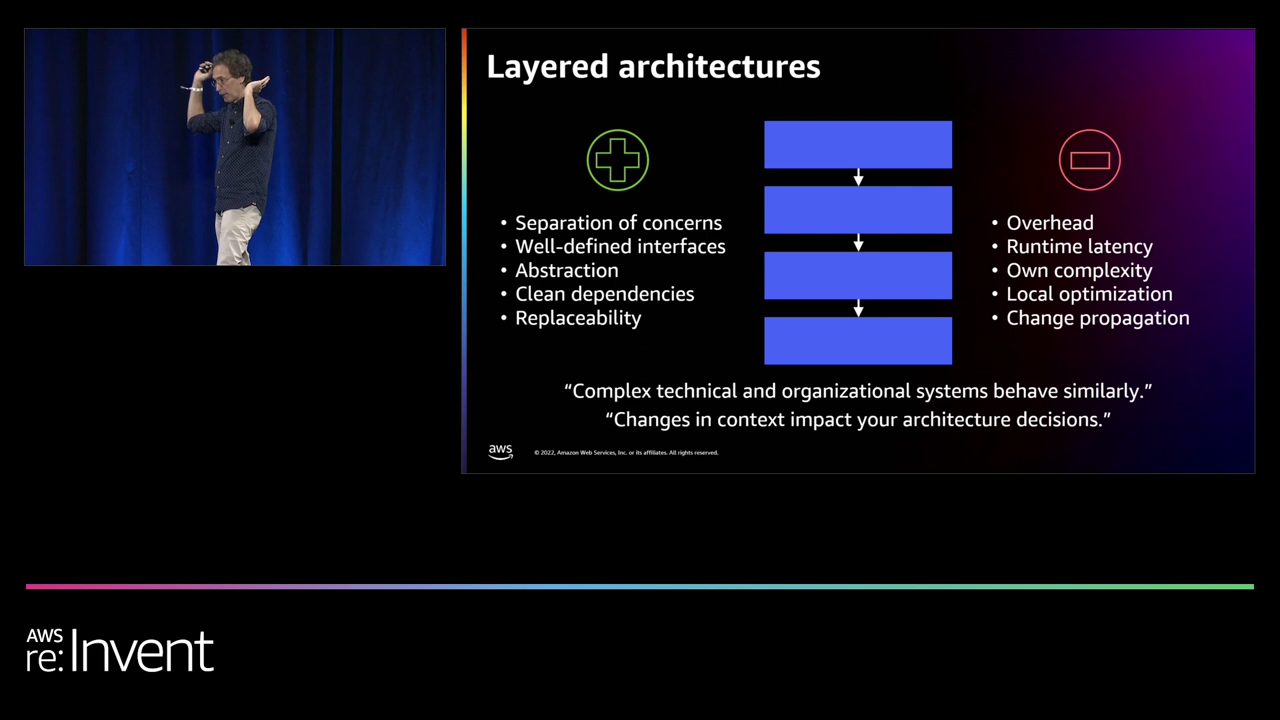 Layered architectures
• Separation of concerns
• Well-defined interfaces
• Abstraction
• Clean dependencies
• Replaceability
• Overhead
• Runtime latency
• Own complexity
• Local optimization
• Change propagation
“Complex technical and organizational systems behave similarly.”
“Changes in context impact your architecture decisions.”
aws
© 2022, Amazon Web Services, Inc. or its affiliates. All rights reserved.
AWS
re:Invent